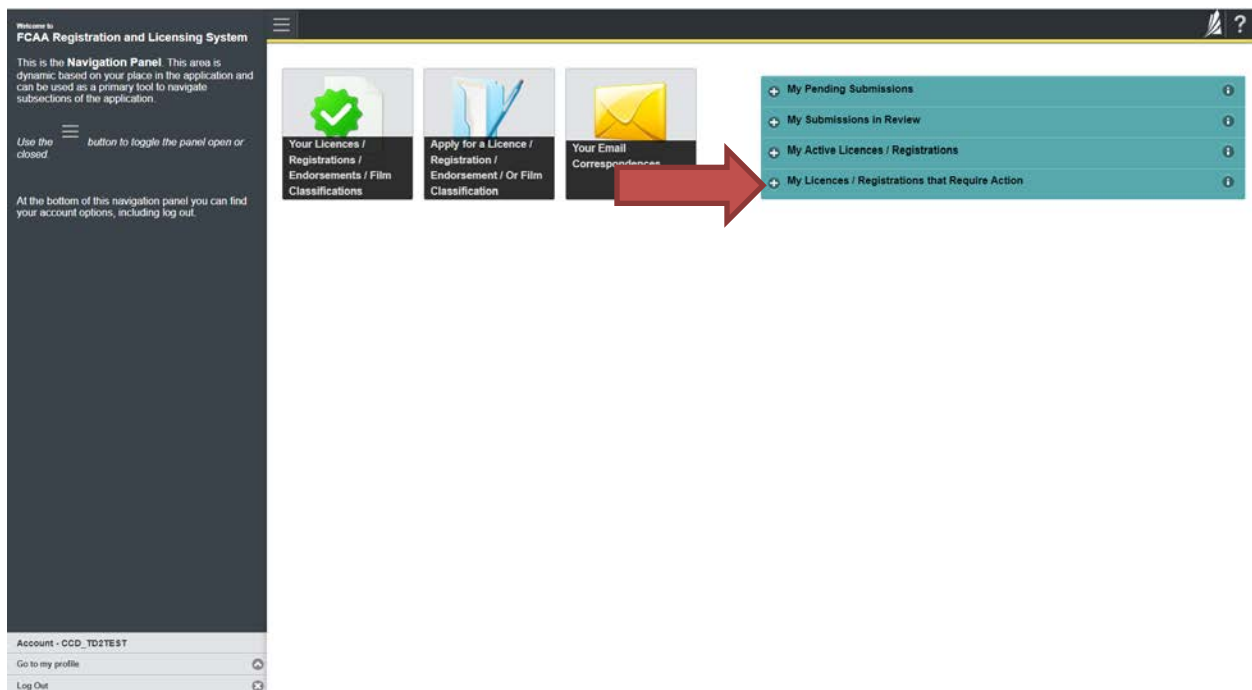 Welcome to
FCAA Registration and Licensing System
This is the Navigation Panel. This area is
dynamic based on your place in the application and
can be used as a primary tool to navigate
subsections of the application.
Use the button to toggle the panel open or
closed
At the bottom of this navigation panel you can find
your account options, including log out.
Account - CCD_TD2TEST
Go to my profile
Log Out
?
Your Licences /
Registrations /
Endorsements / Film
Classifications
Apply for a Licence /
Registration /
Endorsement / Or Film
Classification
Your Email
Correspondences
My Pending Submissions
My Submissions in Review
My Active Licences / Registrations
My Licences / Registrations that Require Action